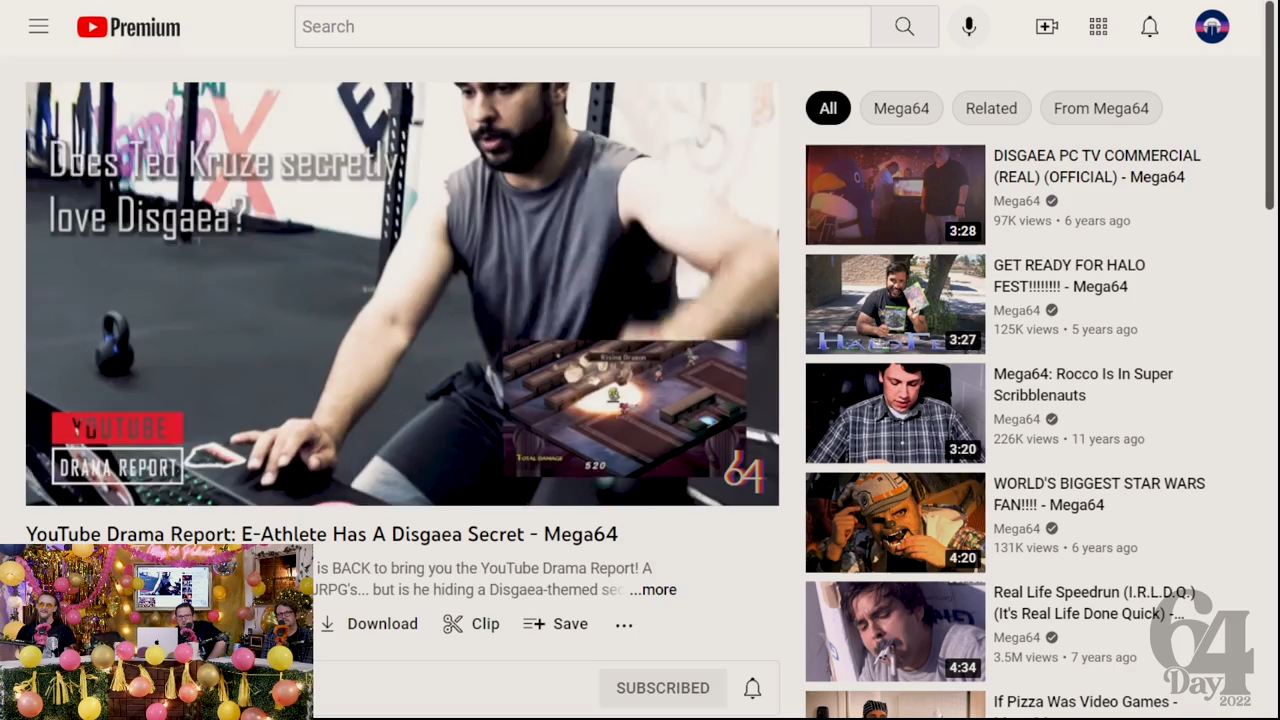 Premium
Search
Does Ted Kruze secretly
love Disgaea?
Rising Dragon
TOTAL DAMAGE 520
YOUTUBE
DRAMA REPORT
64
YouTube Drama Report: E-Athlete Has A Disgaea Secret - Mega64
is BACK to bring you the YouTube Drama Report! A
JRPG's... but is he hiding a Disgaea-themed sec ...more
Download
Clip
Save
SUBSCRIBED
All
Mega64
Related
From Mega64
DISGAEA PC TV COMMERCIAL
(REAL) (OFFICIAL) - Mega64
Mega64
97K views • 6 years ago
3:28
GET READY FOR HALO
FEST!!!!!!!! - Mega64
Mega64
125K views • 5 years ago
3:27
Mega64: Rocco Is In Super
Scribblenauts
Mega64
226K views • 11 years ago
3:20
WORLD'S BIGGEST STAR WARS
FAN!!!! - Mega64
Mega64
131K views • 6 years ago
4:20
Real Life Speedrun (I.R.L.D.Q.)
(It's Real Life Done Quick) -...
Mega64
3.5M views • 7 years ago
4:34
If Pizza Was Video Games -
64
Day
2022